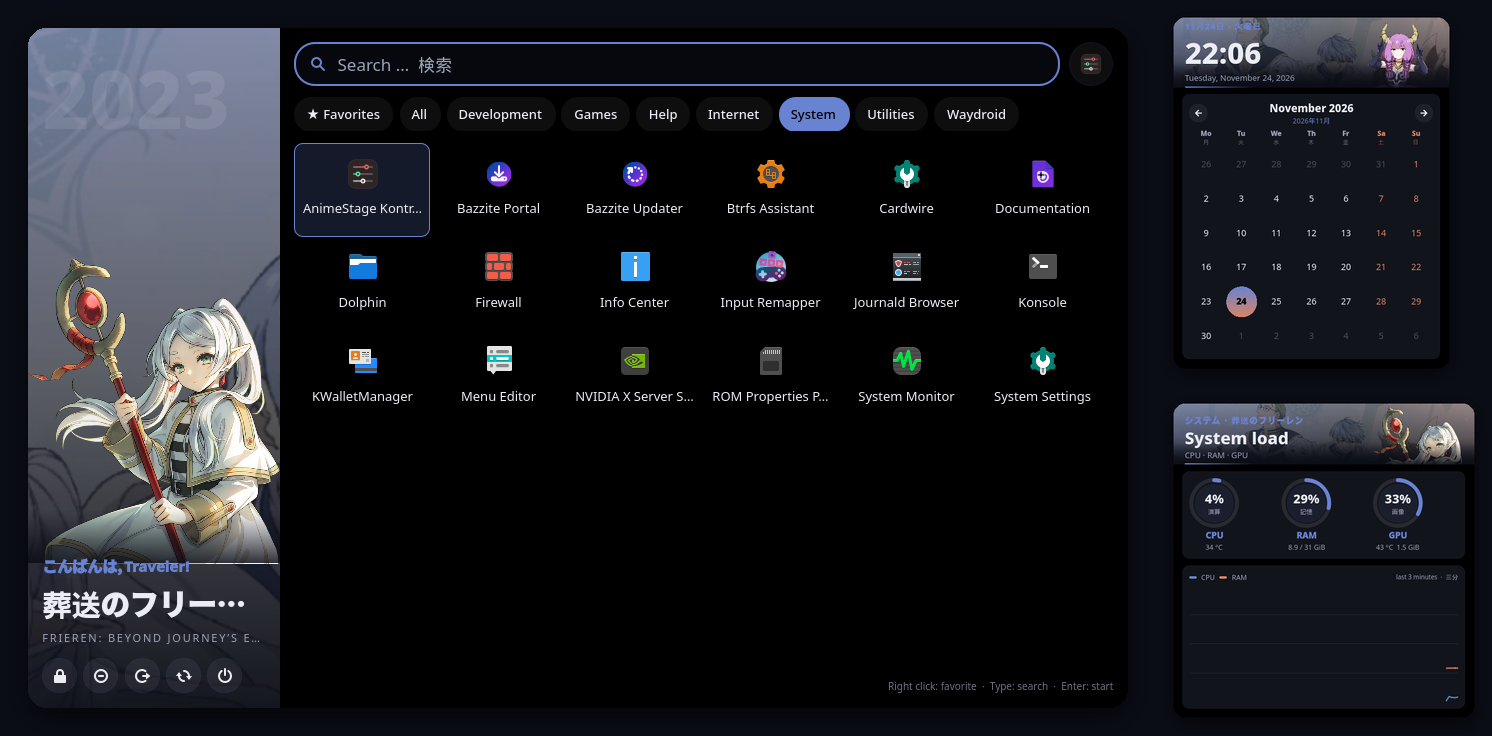 2023
こんばんは, Traveler!
葬送のフリー…
FRIEREN: BEYOND JOURNEY'S E…
Search … 検索
★ Favorites All Development Games Help Internet System Utilities Waydroid
AnimeStage Kontr… Bazzite Portal Bazzite Updater Btrfs Assistant Cardwire Documentation
Dolphin Firewall Info Center Input Remapper Journald Browser Konsole
KWalletManager Menu Editor NVIDIA X Server S… ROM Properties P… System Monitor System Settings
Right click: favorite · Type: search · Enter: start
22:06
Tuesday, November 24, 2026
November 2026
2026年11月
Mo Tu We Th Fr Sa Su
月 火 水 木 金 土 日
26 27 28 29 30 31 1
2 3 4 5 6 7 8
9 10 11 12 13 14 15
16 17 18 19 20 21 22
23 24 25 26 27 28 29
30 1 2 3 4 5 6
システム · 葬送のフリーレン
System load
CPU · RAM · GPU
4% 29% 33%
演算 記憶 画像
CPU RAM GPU
34 °C 8.9 / 31 GiB 43 °C 1.5 GiB
CPU RAM last 3 minutes · 三分